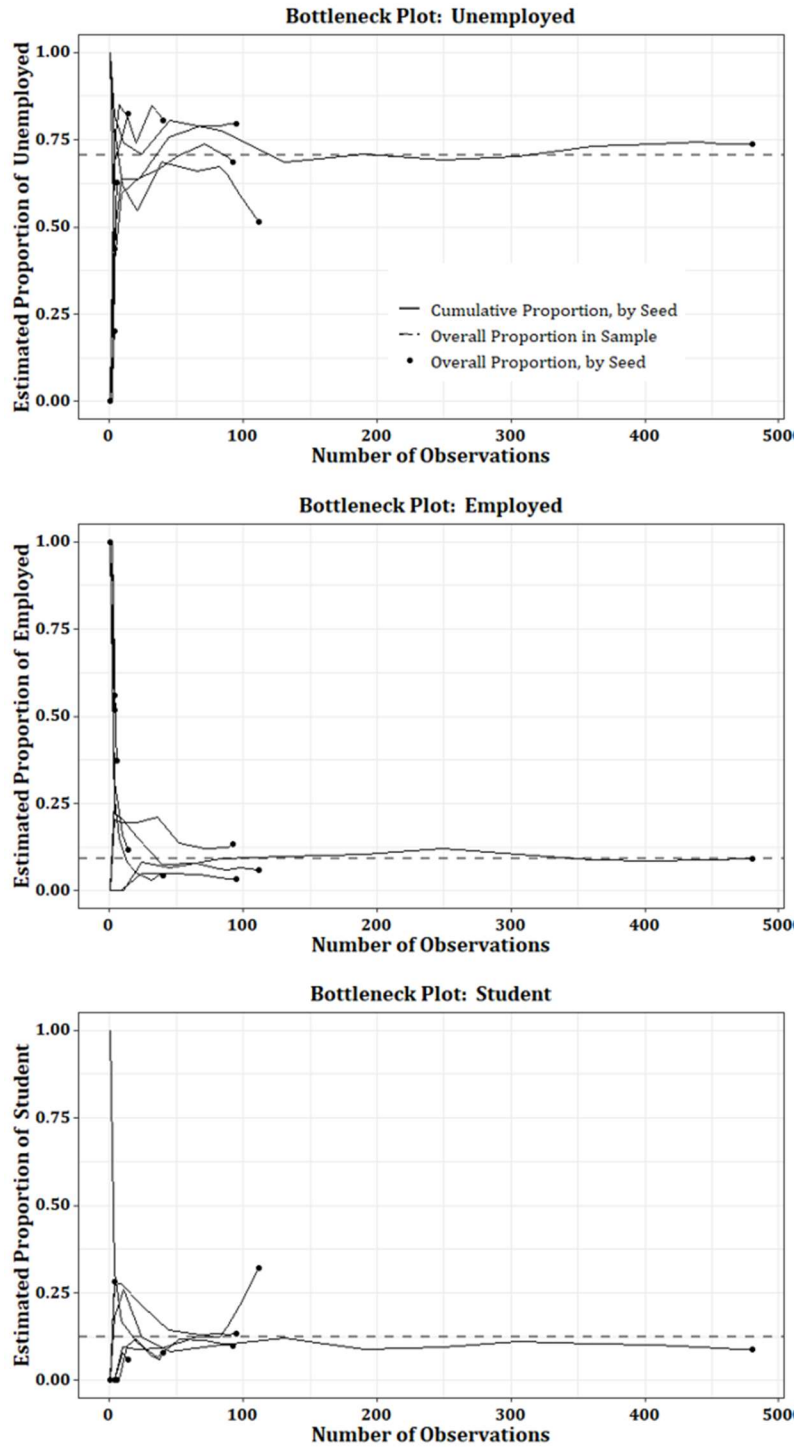 Bottleneck Plot: Unemployed
Estimated Proportion of Unemployed
1.00
0.75
0.50
0.25
0.00
Cumulative Proportion, by Seed
Overall Proportion in Sample
Overall Proportion, by Seed
0 100 200 300 400 500
Number of Observations
Bottleneck Plot: Employed
Estimated Proportion of Employed
1.00
0.75
0.50
0.25
0.00
0 100 200 300 400 500
Number of Observations
Bottleneck Plot: Student
Estimated Proportion of Student
1.00
0.75
0.50
0.25
0.00
0 100 200 300 400 500
Number of Observations